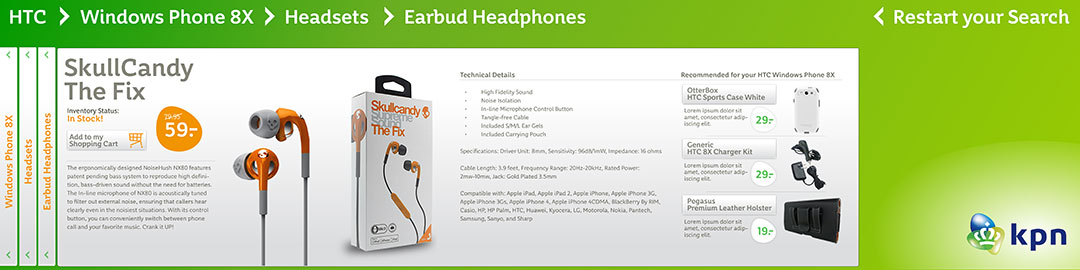 HTC > Windows Phone 8X > Headsets > Earbud Headphones
< Restart your Search
Windows Phone 8X
Headsets
Earbud Headphones
SkullCandy
The Fix
Inventory Status:
In Stock!
59.-
Add to my
Shopping Cart
The ergonomically designed NoiseHush NX80 features
patent pending bass system to reproduce high defini-
tion, bass-driven sound without the need for batteries.
The in-line microphone of NX80 is acoustically tuned
to filter out external noise, ensuring that callers hear
clearly even in the noisiest situations. With its control
button, you can conveniently switch between phone
call and your favorite music. Crank it UP!
Skullcandy
Supreme
Sound
The Fix
Technical Details
High Fidelity Sound
Noise Isolation
In-line Microphone Control Button
Tangle-free Cable
Included S/M/L Ear Gels
Included Carrying Pouch
Specifications: Driver Unit: 8mm, Sensitivity: 96dB/1mW, Impedance: 16 ohms
Cable Length: 3.9 feet, Frequency Range: 20Hz-20kHz, Rated Power:
2mw-10mw, Jack: Gold Plated 3.5mm
Compatible with: Apple iPad, Apple iPad 2, Apple iPhone, Apple iPhone 3G,
Apple iPhone 3Gs, Apple iPhone 4, Apple iPhone 4CDMA, BlackBerry By RIM,
Casio, HP, HP Palm, HTC, Huawei, Kyocera, LG, Motorola, Nokia, Pantech,
Samsung, Sanyo, and Sharp
Recommended for your HTC Windows Phone 8X
OtterBox
HTC Sports Case White
Lorem ipsum dolor sit
amet, consectetur adip-
iscing elit.
29.-
Generic
HTC 8X Charger Kit
Lorem ipsum dolor sit
amet, consectetur adip-
iscing elit.
29.-
Pegasus
Premium Leather Holster
Lorem ipsum dolor sit
amet, consectetur adip-
iscing elit.
19.-
kpn